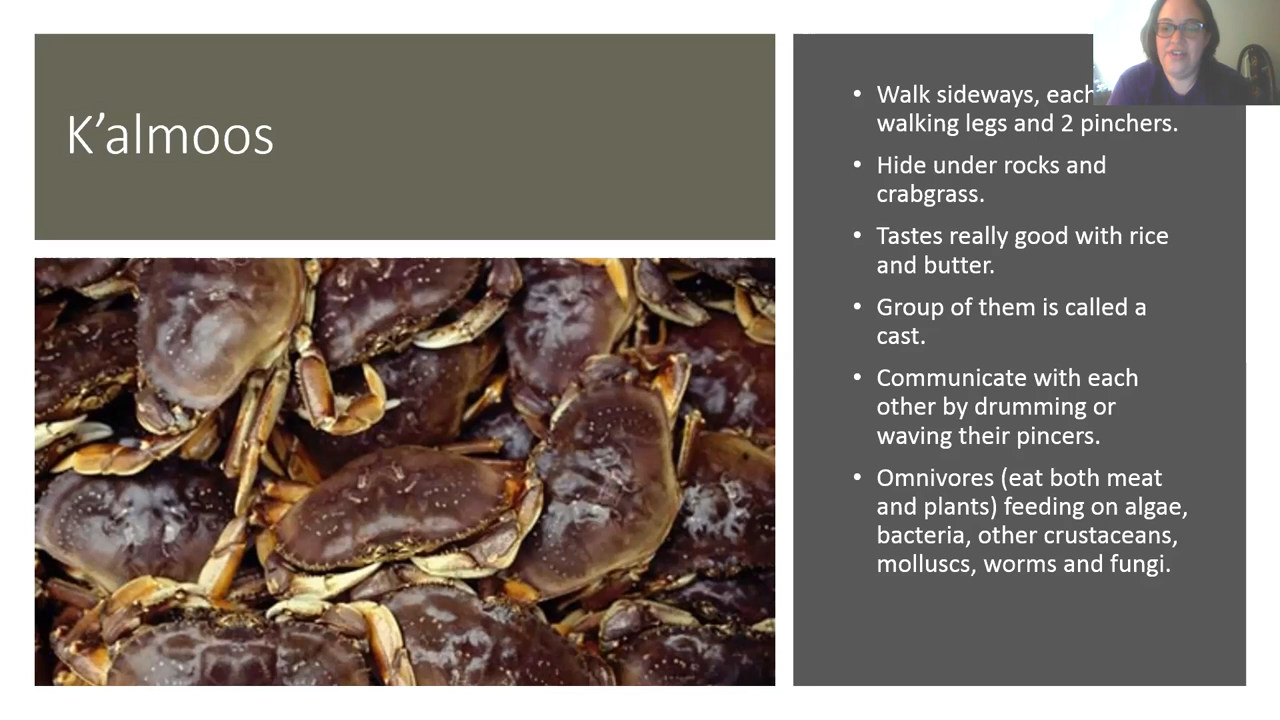 K’almoos
• Walk sideways, each
walking legs and 2 pinchers.
• Hide under rocks and
crabgrass.
• Tastes really good with rice
and butter.
• Group of them is called a
cast.
• Communicate with each
other by drumming or
waving their pincers.
• Omnivores (eat both meat
and plants) feeding on algae,
bacteria, other crustaceans,
molluscs, worms and fungi.